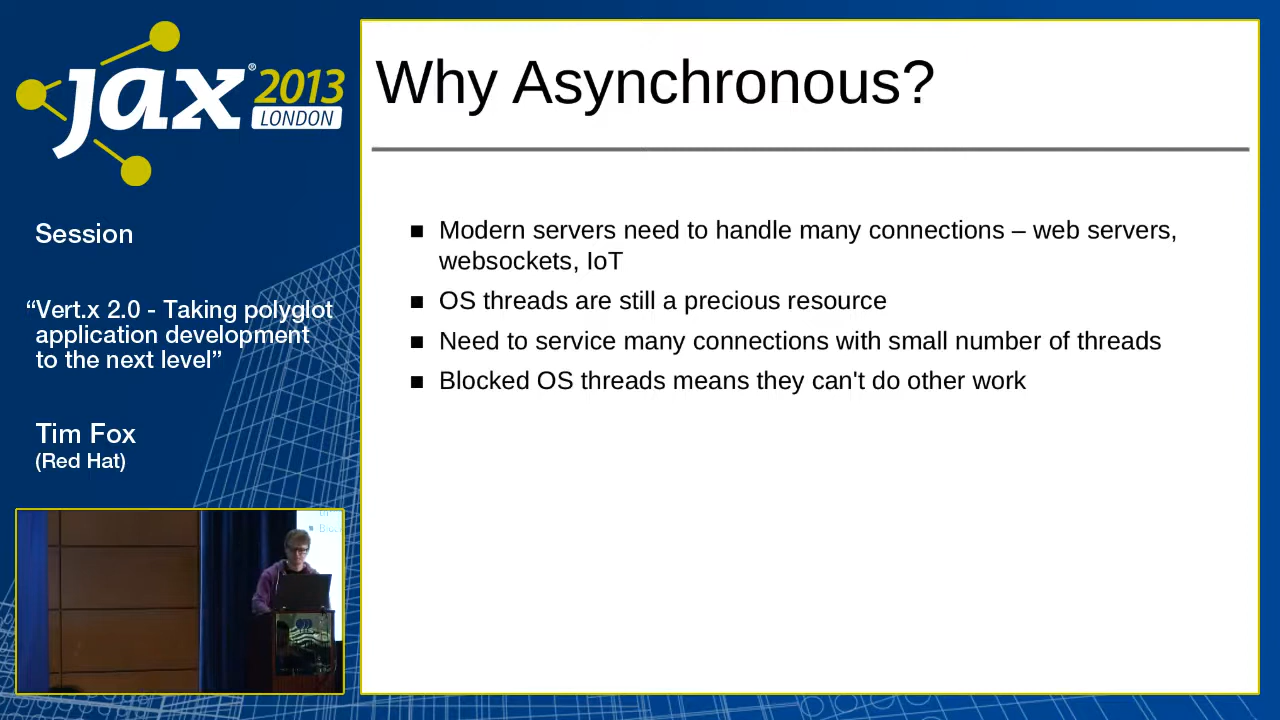 jax® 2013
LONDON
Session
“Vert.x 2.0 - Taking polyglot
application development
to the next level”
Tim Fox
(Red Hat)
Why Asynchronous?
■ Modern servers need to handle many connections – web servers,
websockets, IoT
■ OS threads are still a precious resource
■ Need to service many connections with small number of threads
■ Blocked OS threads means they can't do other work